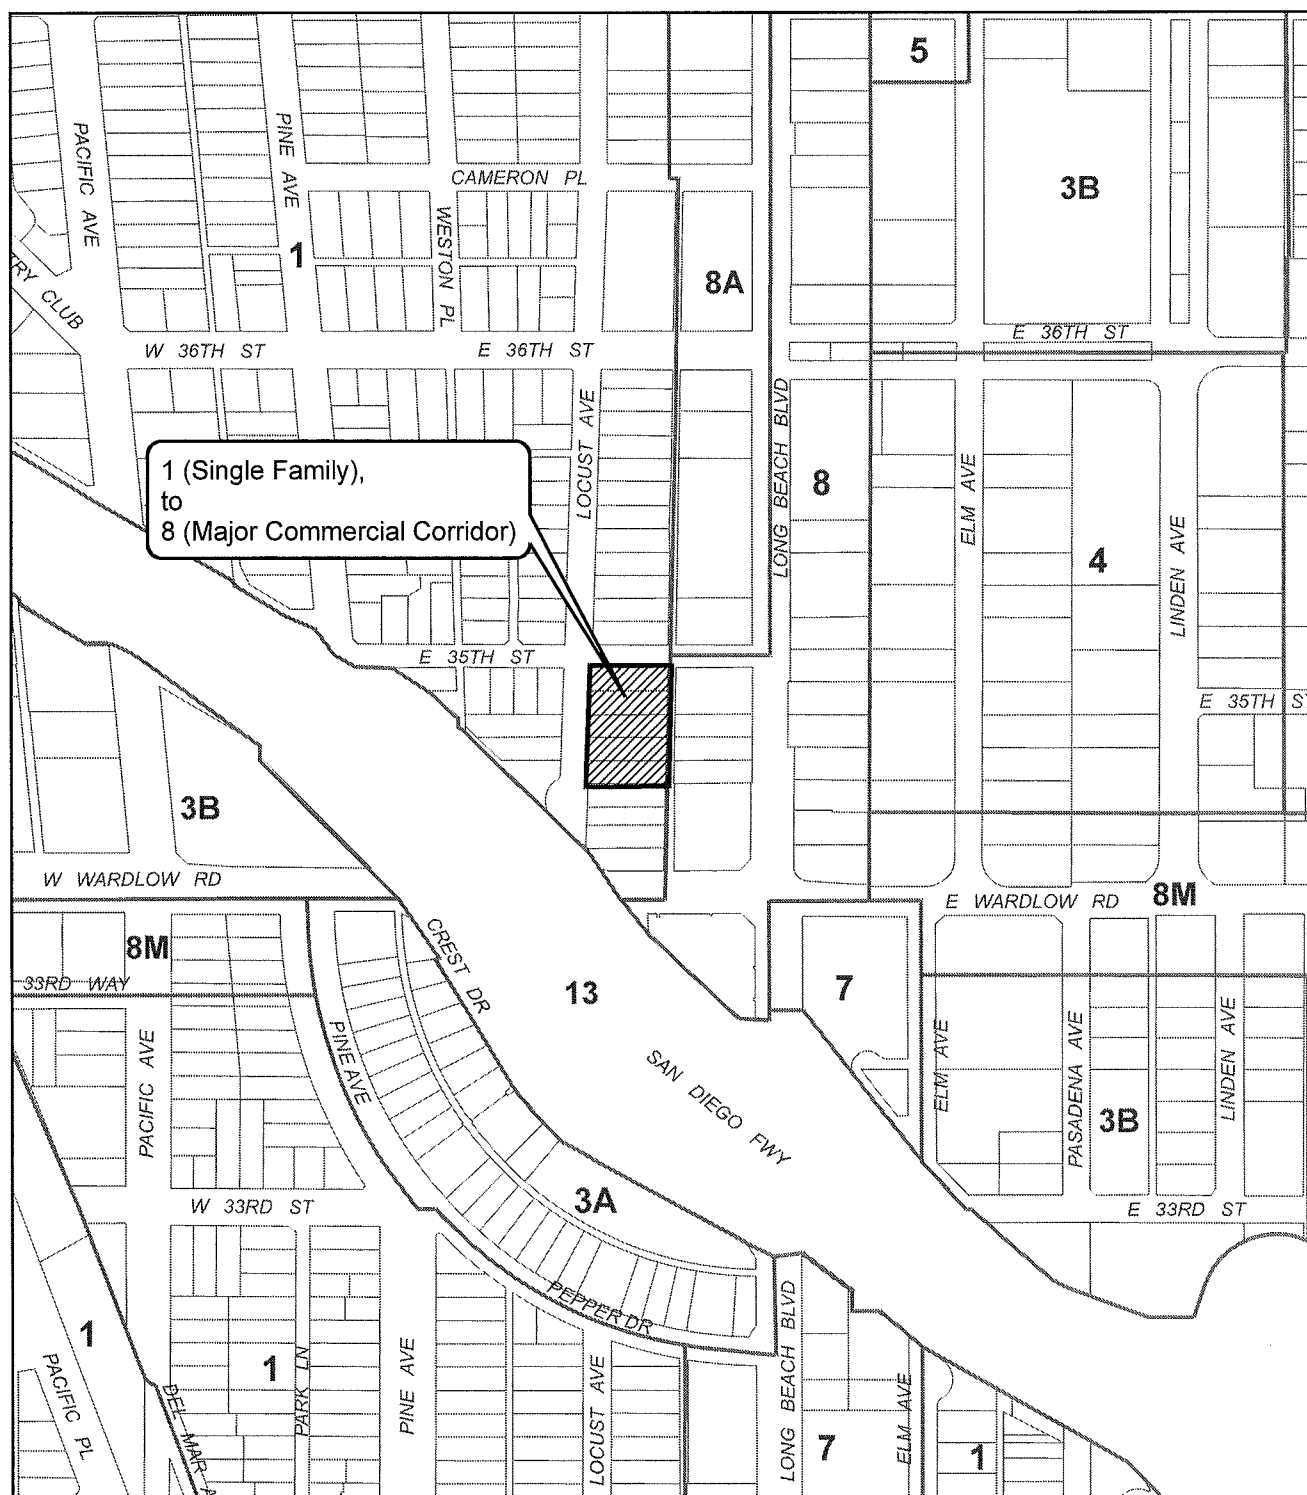 5
PACIFIC AVE
PINE AVE
CAMERON PL
3B
WESTON PL
1
8A
TRY CLUB
W 36TH ST
E 36TH ST
E 36TH ST
LOCUST AVE
LONG BEACH BLVD
8
ELM AVE
1 (Single Family),
to
8 (Major Commercial Corridor)
4
LINDEN AVE
E 35TH ST
E 35TH ST
3B
W WARDLOW RD
E WARDLOW RD
8M
8M
CREST DR
33RD WAY
13
7
PACIFIC AVE
PINE AVE
SAN DIEGO FWY
ELM AVE
PASADENA AVE
3B
LINDEN AVE
W 33RD ST
3A
E 33RD ST
PEPPER DR
LONG BEACH BLVD
1
PACIFIC PL
DEL MAR A
1
PARK LN
PINE AVE
LOCUST AVE
7
ELM AVE
1